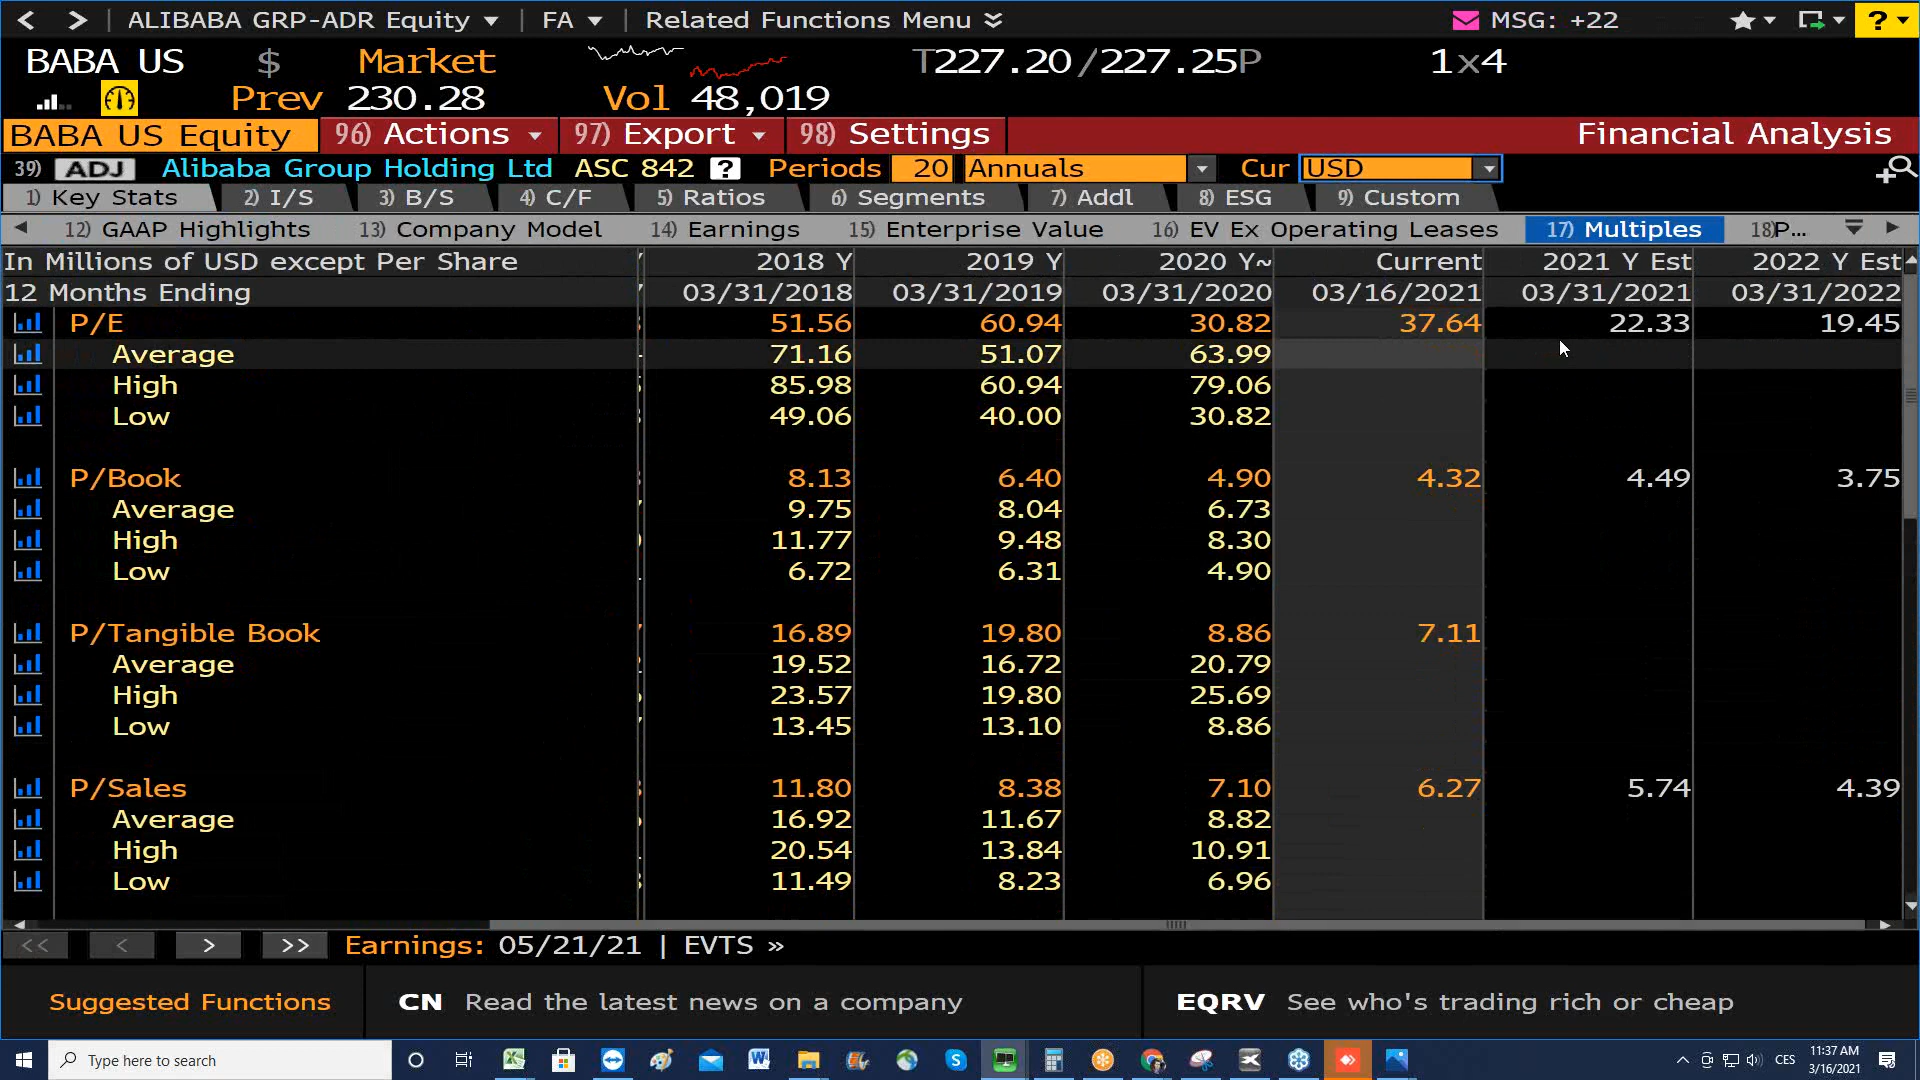 ALIBABA GRP-ADR Equity FA Related Functions Menu MSG: +22 ?
BABA US $ Market T227.20/227.25P 1x4
Prev 230.28 Vol 48,019
BABA US Equity 96) Actions 97) Export 98) Settings Financial Analysis
39) ADJ Alibaba Group Holding Ltd ASC 842 ? Periods 20 Annuals Cur USD
1) Key Stats 2) I/S 3) B/S 4) C/F 5) Ratios 6) Segments 7) Addl 8) ESG 9) Custom
12) GAAP Highlights 13) Company Model 14) Earnings 15) Enterprise Value 16) EV Ex Operating Leases 17) Multiples 18)P...
In Millions of USD except Per Share 2018 Y 2019 Y 2020 Y~ Current 2021 Y Est 2022 Y Est
12 Months Ending 03/31/2018 03/31/2019 03/31/2020 03/16/2021 03/31/2021 03/31/2022
P/E 51.56 60.94 30.82 37.64 22.33 19.45
Average 71.16 51.07 63.99
High 85.98 60.94 79.06
Low 49.06 40.00 30.82
P/Book 8.13 6.40 4.90 4.32 4.49 3.75
Average 9.75 8.04 6.73
High 11.77 9.48 8.30
Low 6.72 6.31 4.90
P/Tangible Book 16.89 19.80 8.86 7.11
Average 19.52 16.72 20.79
High 23.57 19.80 25.69
Low 13.45 13.10 8.86
P/Sales 11.80 8.38 7.10 6.27 5.74 4.39
Average 16.92 11.67 8.82
High 20.54 13.84 10.91
Low 11.49 8.23 6.96
<< < > >> Earnings: 05/21/21 | EVTS »
Suggested Functions CN Read the latest news on a company EQRV See who's trading rich or cheap
Type here to search CES 11:37 AM
3/16/2021